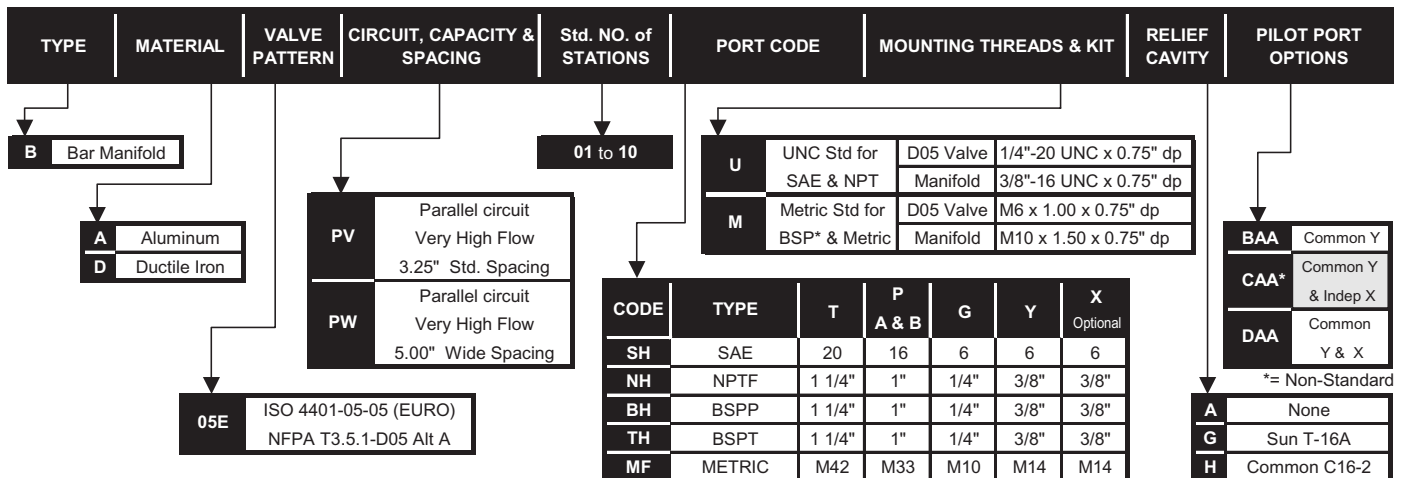 TYPE
MATERIAL
VALVE
PATTERN
CIRCUIT, CAPACITY &
SPACING
Std. NO. of
STATIONS
PORT CODE
MOUNTING THREADS & KIT
RELIEF
CAVITY
PILOT PORT
OPTIONS
B Bar Manifold
A Aluminum
D Ductile Iron
05E
ISO 4401-05-05 (EURO)
NFPA T3.5.1-D05 Alt A
PV
Parallel circuit
Very High Flow
3.25" Std. Spacing
PW
Parallel circuit
Very High Flow
5.00" Wide Spacing
01 to 10
U
UNC Std for D05 Valve 1/4"-20 UNC x 0.75" dp
SAE & NPT Manifold 3/8"-16 UNC x 0.75" dp
M
Metric Std for D05 Valve M6 x 1.00 x 0.75" dp
BSP* & Metric Manifold M10 x 1.50 x 0.75" dp
CODE TYPE T P A & B G Y X Optional
SH SAE 20 16 6 6 6
NH NPTF 1 1/4" 1" 1/4" 3/8" 3/8"
BH BSPP 1 1/4" 1" 1/4" 3/8" 3/8"
TH BSPT 1 1/4" 1" 1/4" 3/8" 3/8"
MF METRIC M42 M33 M10 M14 M14
BAA Common Y
CAA*
Common Y
& Indep X
DAA
Common
Y & X
*= Non-Standard
A None
G Sun T-16A
H Common C16-2